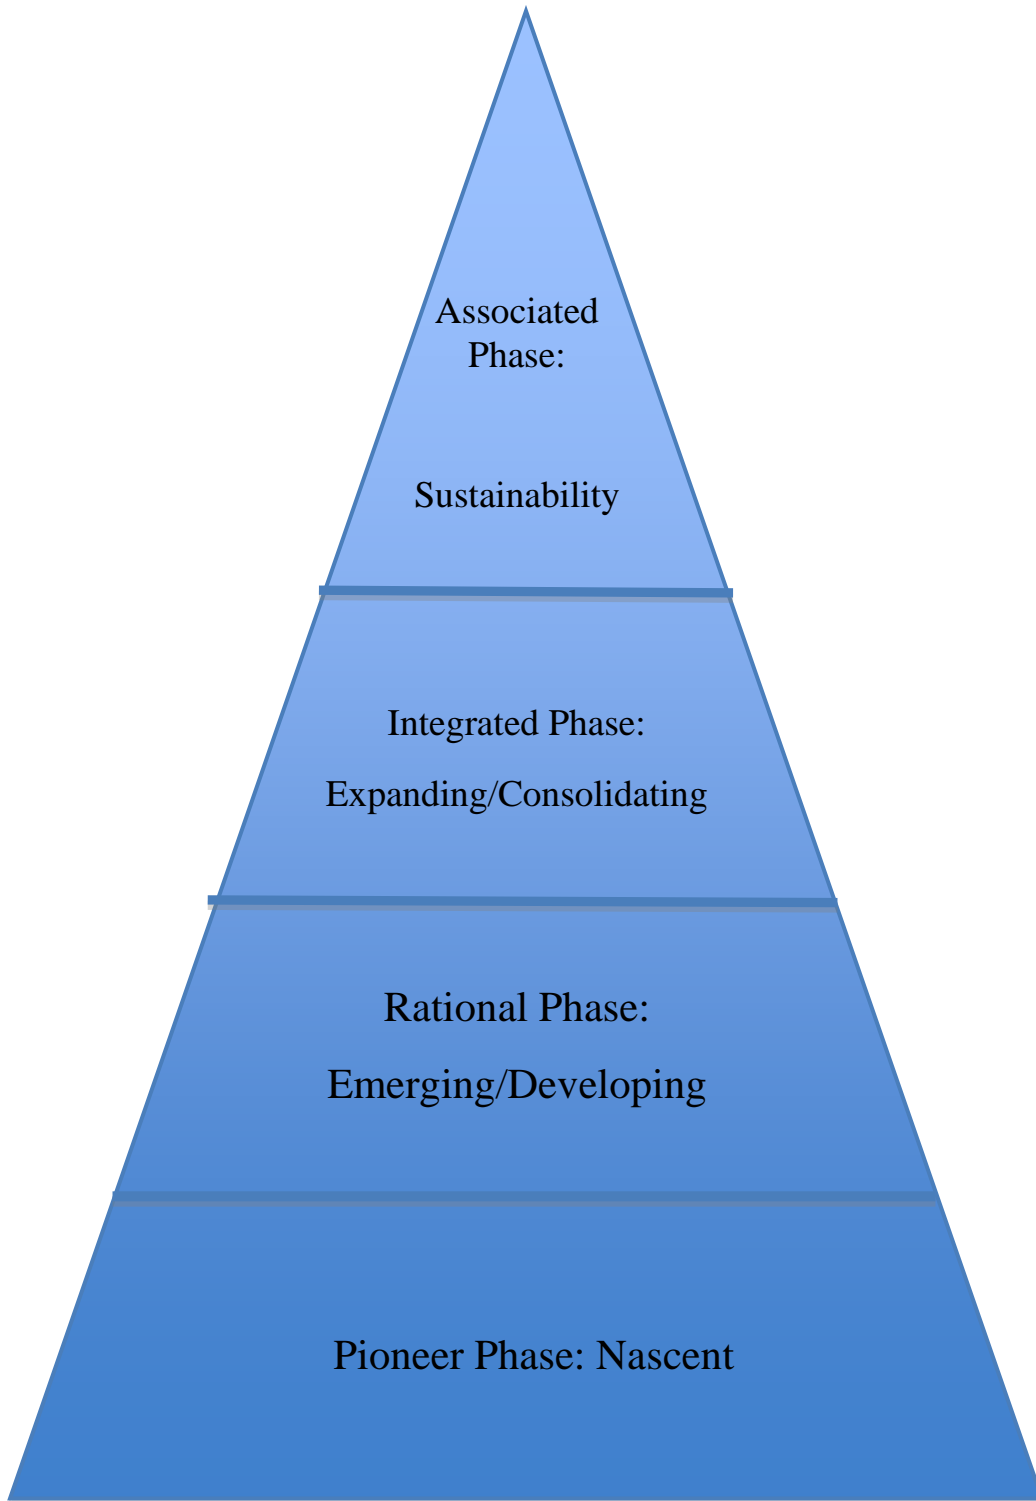 Associated
Phase:
Sustainability
Integrated Phase:
Expanding/Consolidating
Rational Phase:
Emerging/Developing
Pioneer Phase: Nascent